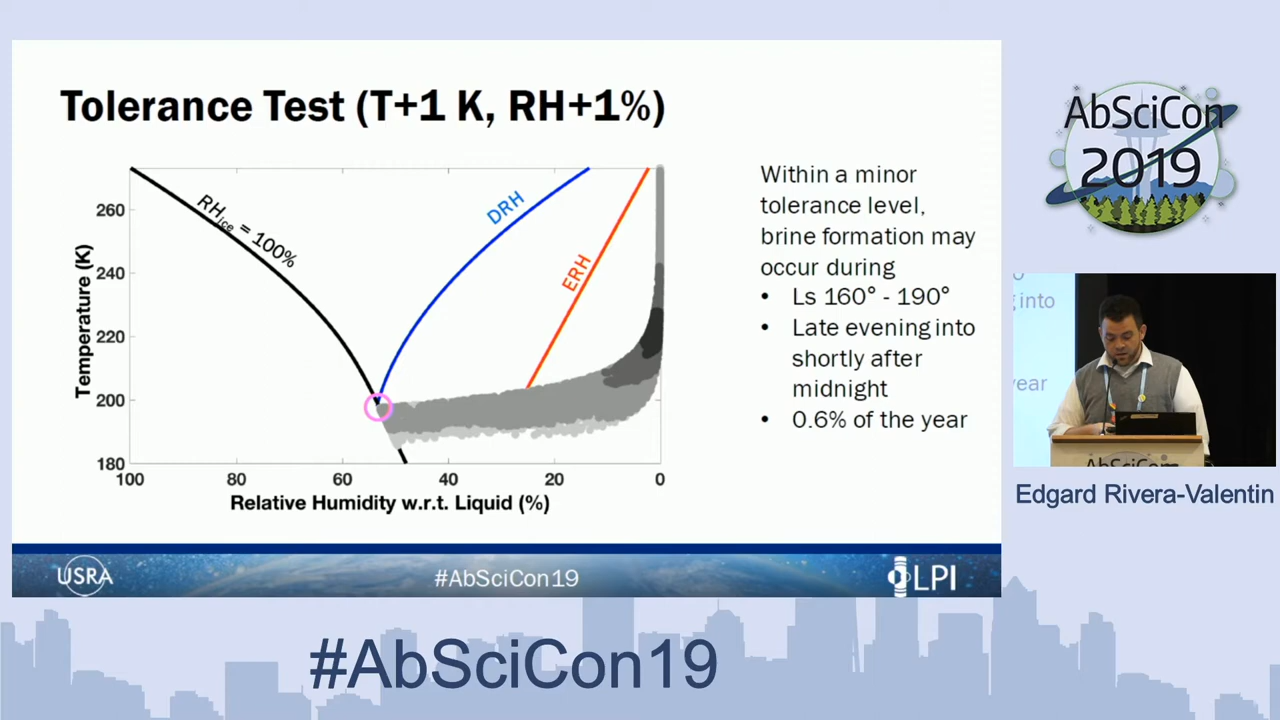 Tolerance Test (T+1 K, RH+1%)
RHice = 100%
DRH
ERH
260
240
220
200
180
100
80
60
40
20
0
Temperature (K)
Relative Humidity w.r.t. Liquid (%)
Within a minor
tolerance level,
brine formation may
occur during
• Ls 160° - 190°
• Late evening into
shortly after
midnight
• 0.6% of the year
USRA
#AbSciCon19
LPI
AbSciCon
2019
into
year
AbSciCon
Edgard Rivera-Valentin
#AbSciCon19